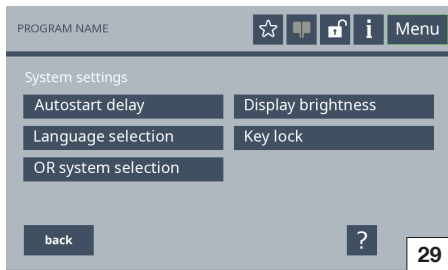 PROGRAM NAME
i
Menu
System settings
Autostart delay
Display brightness
Language selection
Key lock
OR system selection
back
?
29